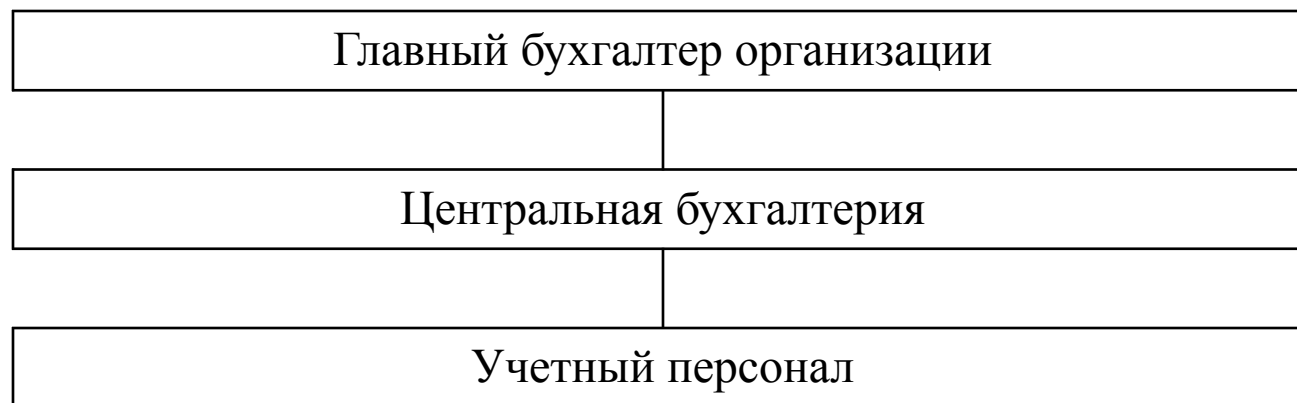 Главный бухгалтер организации
Центральная бухгалтерия
Учетный персонал